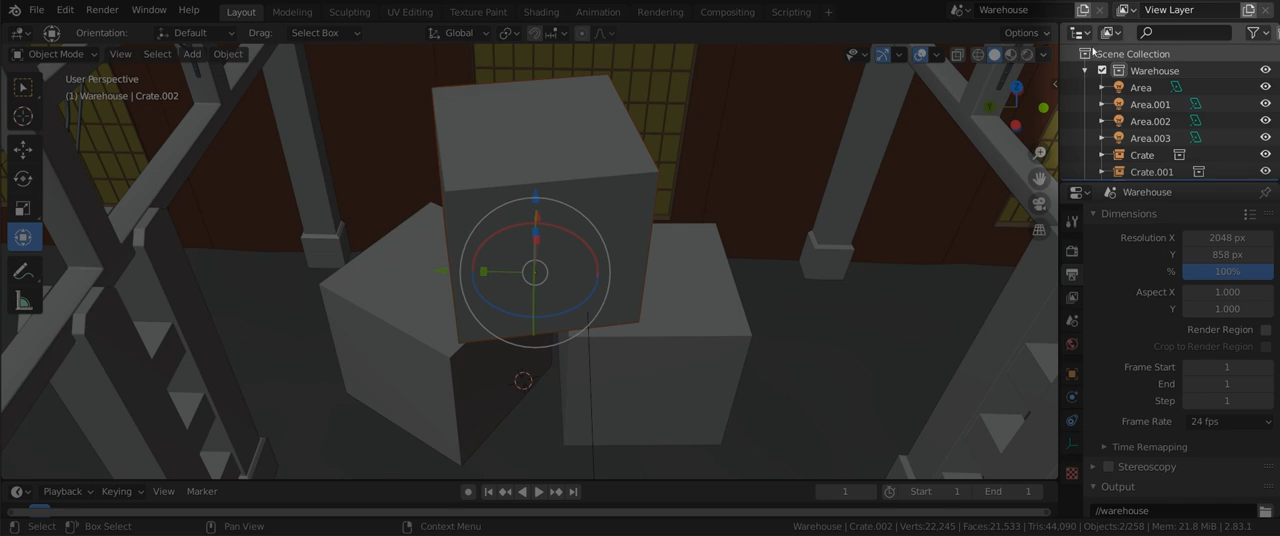 File Edit Render Window Help Layout Modeling Sculpting UV Editing Texture Paint Shading Animation Rendering Compositing Scripting + Warehouse View Layer
Orientation: Default Drag: Select Box Global Options
Object Mode View Select Add Object
User Perspective
(1) Warehouse | Crate.002
Z
Y
Scene Collection
Warehouse
Area
Area.001
Area.002
Area.003
Crate
Crate.001
Warehouse
Dimensions
Resolution X 2048 px
Y 858 px
% 100%
Aspect X 1.000
Y 1.000
Render Region
Crop to Render Region
Frame Start 1
End 1
Step 1
Frame Rate 24 fps
Time Remapping
Stereoscopy
Output
//warehouse
Playback Keying View Marker 1 Start 1 End 1
Select Box Select Pan View Context Menu Warehouse | Crate.002 | Verts:22,245 | Faces:21,533 | Tris:44,090 | Objects:2/258 | Mem: 21.8 MiB | 2.83.1